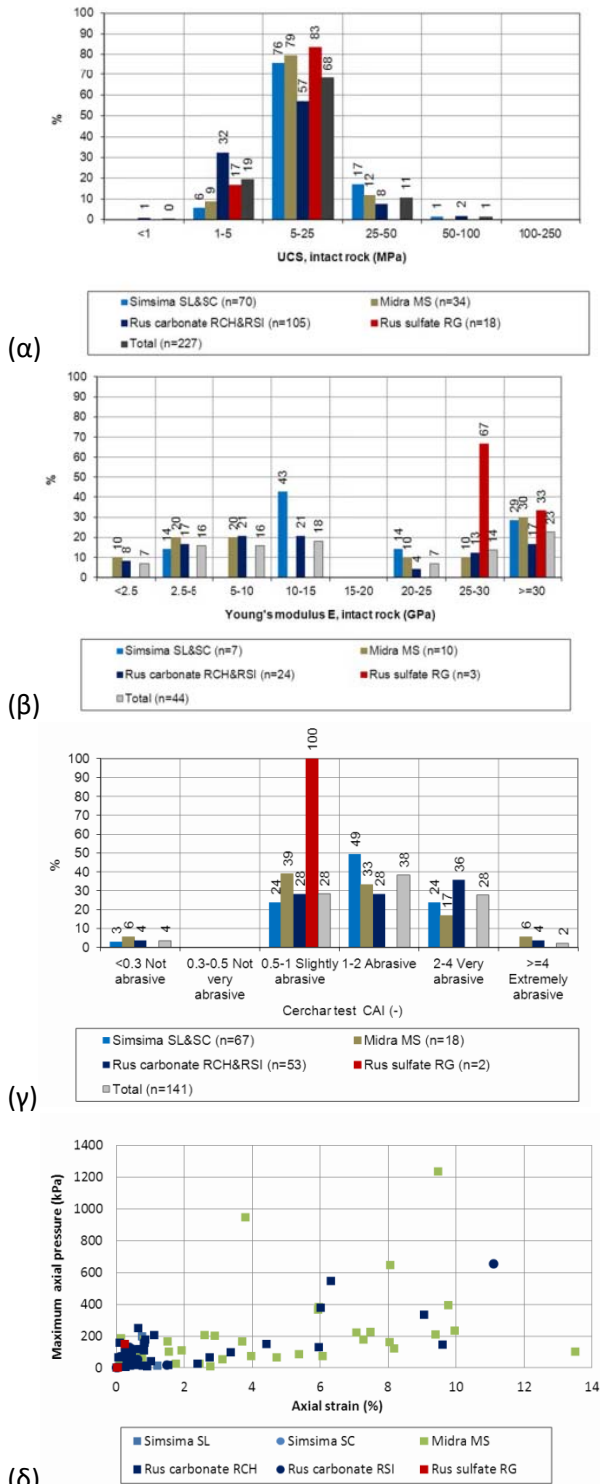 100
90
80
70
60
50
40
30
20
10
0
%
1 0
6 9 32 17 19
76 79 57 83 68
17 12 8 11
1 2 1
<1 1-5 5-25 25-50 50-100 100-250
UCS, intact rock (MPa)
Simsima SL&SC (n=70) Midra MS (n=34)
Rus carbonate RCH&RSI (n=105) Rus sulfate RG (n=18)
Total (n=227)
(α)
100
90
80
70
60
50
40
30
20
10
0
%
10 8 7
14 20 17 16
20 21 16
43 21 18
14 10 4 7
10 13 67 14
29 30 17 33 23
<2.5 2.5-5 5-10 10-15 15-20 20-25 25-30 >=30
Young's modulus E, intact rock (GPa)
Simsima SL&SC (n=7) Midra MS (n=10)
Rus carbonate RCH&RSI (n=24) Rus sulfate RG (n=3)
Total (n=44)
(β)
100
90
80
70
60
50
40
30
20
10
0
%
3 6 4 4
24 39 28 100 28
49 33 28 38
24 17 36 28
6 4 2
<0.3 Not 0.3-0.5 Not 0.5-1 Slightly 1-2 Abrasive 2-4 Very >=4
abrasive very abrasive abrasive Extremely
abrasive abrasive
Cerchar test CAI (-)
Simsima SL&SC (n=67) Midra MS (n=18)
Rus carbonate RCH&RSI (n=53) Rus sulfate RG (n=2)
Total (n=141)
(γ)
1400
1200
1000
800
600
400
200
0
Maximum axial pressure (kPa)
0 2 4 6 8 10 12 14
Axial strain (%)
Simsima SL Simsima SC Midra MS
Rus carbonate RCH Rus carbonate RSI Rus sulfate RG
(δ)